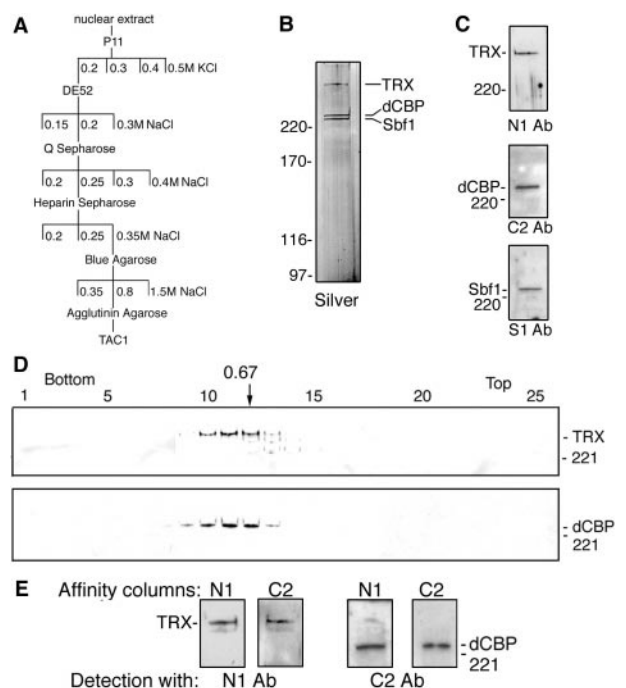 A
nuclear extract
P11
0.2 0.3 0.4 0.5M KCl
DE52
0.15 0.2 0.3M NaCl
Q Sepharose
0.2 0.25 0.3 0.4M NaCl
Heparin Sepharose
0.2 0.25 0.35M NaCl
Blue Agarose
0.35 0.8 1.5M NaCl
Agglutinin Agarose
TAC1
B
TRX
dCBP
220-
Sbf1
170-
116-
97-
Silver
C
TRX-
220-
N1 Ab
dCBP-
220-
C2 Ab
Sbf1-
220-
S1 Ab
D
0.67
Bottom Top
1 5 10 15 20 25
- TRX
- 221
- dCBP
- 221
E
Affinity columns: N1 C2 N1 C2
TRX-
- dCBP
- 221
Detection with: N1 Ab C2 Ab